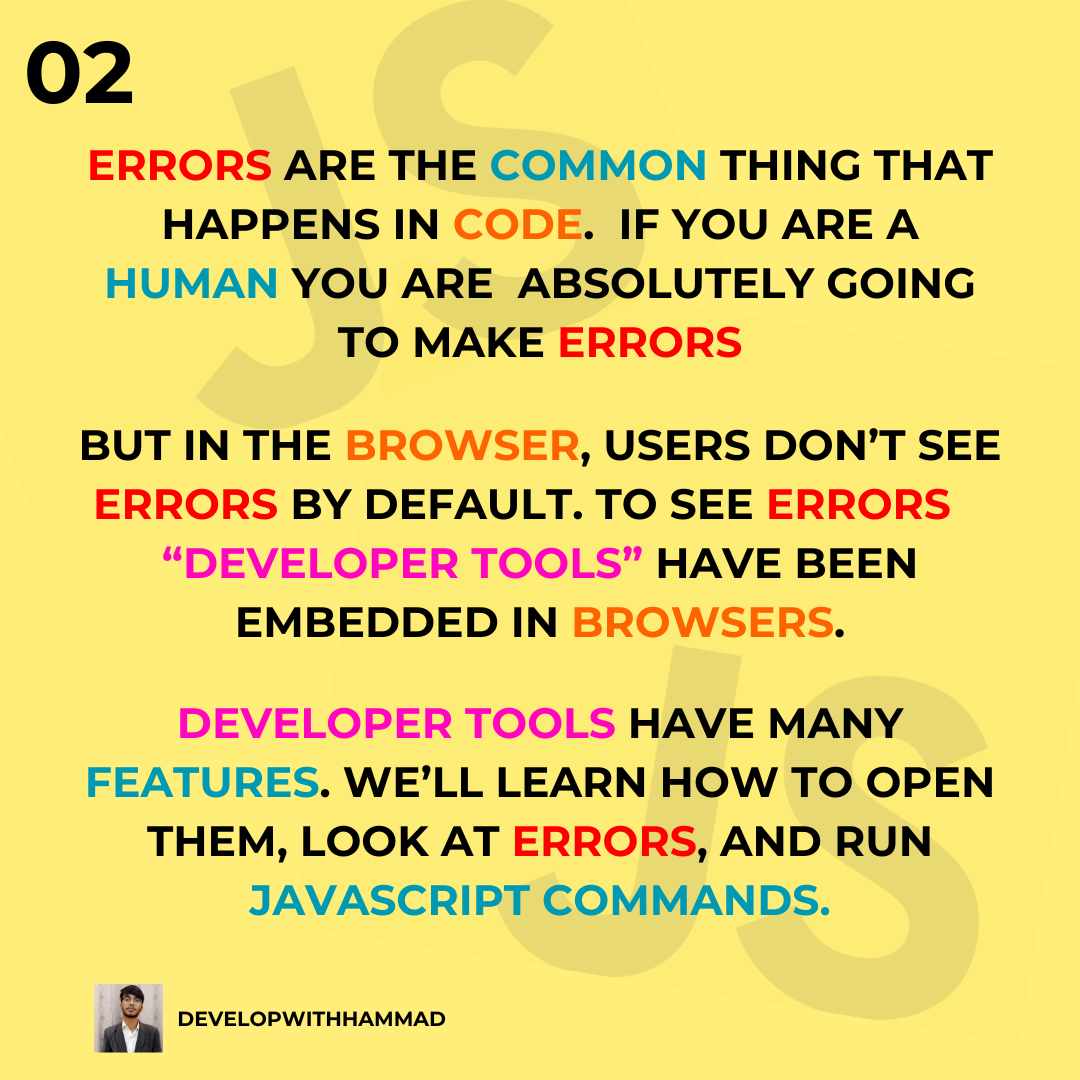 02
ERRORS ARE THE COMMON THING THAT
HAPPENS IN CODE.  IF YOU ARE A
HUMAN YOU ARE  ABSOLUTELY GOING
TO MAKE ERRORS
BUT IN THE BROWSER, USERS DON’T SEE
ERRORS BY DEFAULT. TO SEE ERRORS
“DEVELOPER TOOLS” HAVE BEEN
EMBEDDED IN BROWSERS.
DEVELOPER TOOLS HAVE MANY
FEATURES. WE’LL LEARN HOW TO OPEN
THEM, LOOK AT ERRORS, AND RUN
JAVASCRIPT COMMANDS.
DEVELOPWITHHAMMAD
JS
JS